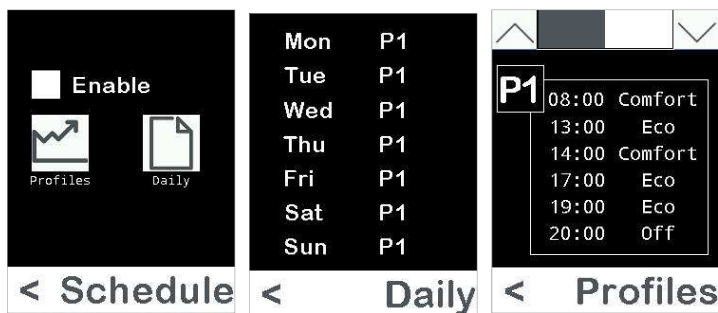 Enable
Profiles Daily
< Schedule
Mon P1
Tue P1
Wed P1
Thu P1
Fri P1
Sat P1
Sun P1
< Daily
P1
08:00 Comfort
13:00 Eco
14:00 Comfort
17:00 Eco
19:00 Eco
20:00 Off
< Profiles